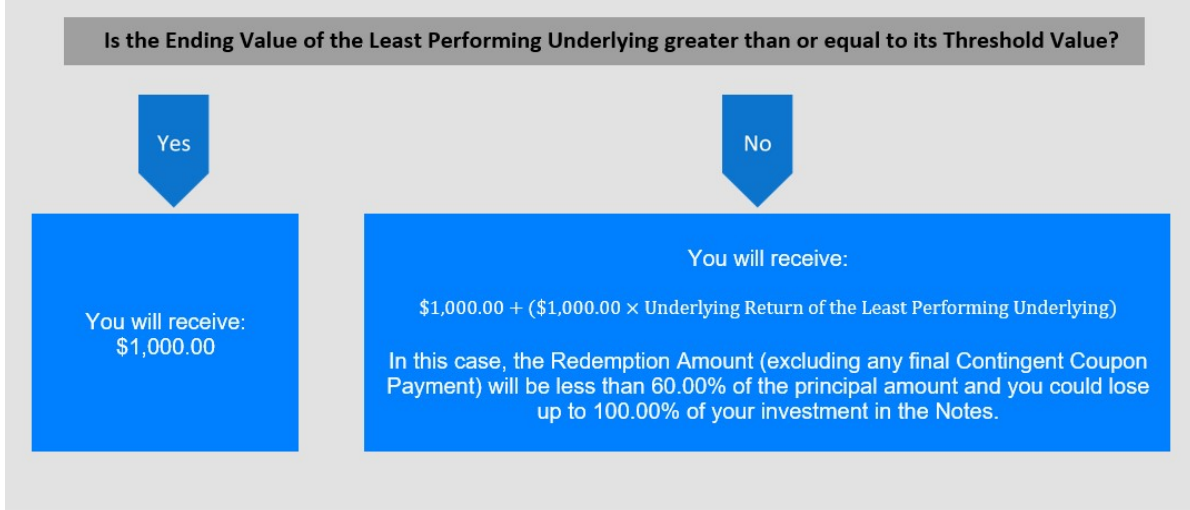 Is the Ending Value of the Least Performing Underlying greater than or equal to its Threshold Value?
Yes
No
You will receive:
$1,000.00
You will receive:
$1,000.00 + ($1,000.00 × Underlying Return of the Least Performing Underlying)
In this case, the Redemption Amount (excluding any final Contingent Coupon
Payment) will be less than 60.00% of the principal amount and you could lose
up to 100.00% of your investment in the Notes.